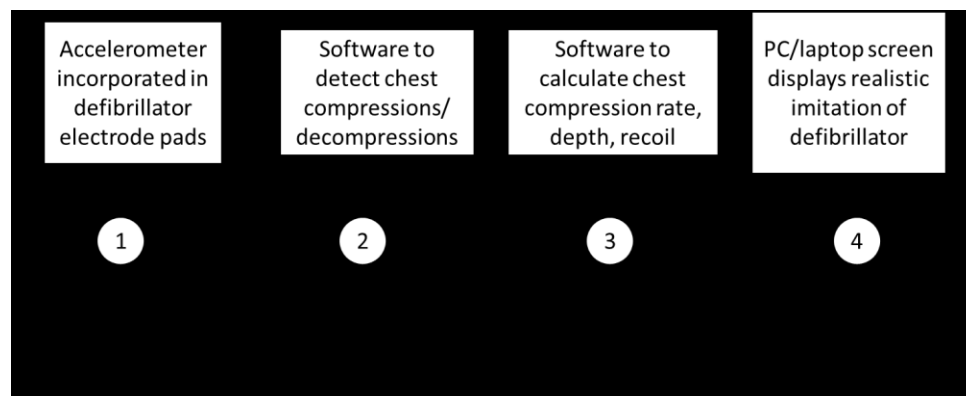 Accelerometer
incorporated in
defibrillator
electrode pads
Software to
detect chest
compressions/
decompressions
Software to
calculate chest
compression rate,
depth, recoil
PC/laptop screen
displays realistic
imitation of
defibrillator
1
2
3
4